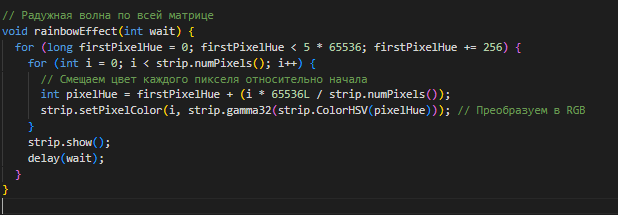 // Радужная волна по всей матрице
void rainbowEffect(int wait) {
  for (long firstPixelHue = 0; firstPixelHue < 5 * 65536; firstPixelHue += 256) {
    for (int i = 0; i < strip.numPixels(); i++) {
      // Смещаем цвет каждого пикселя относительно начала
      int pixelHue = firstPixelHue + (i * 65536L / strip.numPixels());
      strip.setPixelColor(i, strip.gamma32(strip.ColorHSV(pixelHue))); // Преобразуем в RGB
    }
    strip.show();
    delay(wait);
  }
}